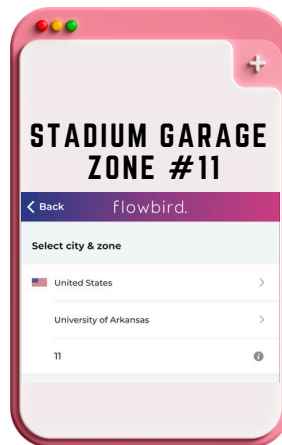 STADIUM GARAGE
ZONE #11
Back flowbird.
Select city & zone
United States
University of Arkansas
11